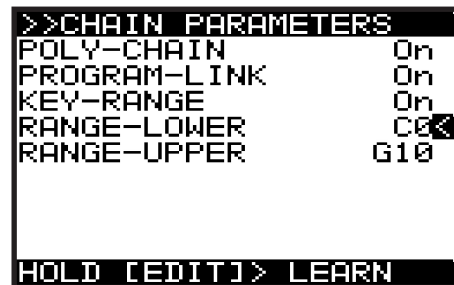 >>CHAIN PARAMETERS
POLY-CHAIN On
PROGRAM-LINK On
KEY-RANGE On
RANGE-LOWER C0<
RANGE-UPPER G10
HOLD [EDIT]> LEARN